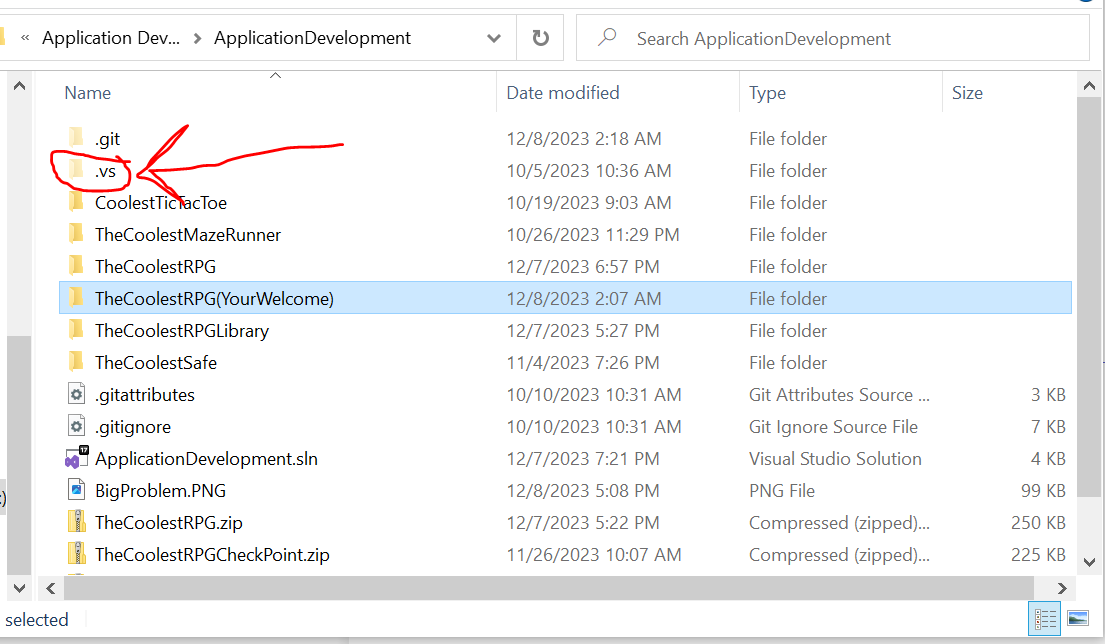 « Application Dev... > ApplicationDevelopment Search ApplicationDevelopment
Name Date modified Type Size
.git 12/8/2023 2:18 AM File folder
.vs 10/5/2023 10:36 AM File folder
CoolestTicTacToe 10/19/2023 9:03 AM File folder
TheCoolestMazeRunner 10/26/2023 11:29 PM File folder
TheCoolestRPG 12/7/2023 6:57 PM File folder
TheCoolestRPG(YourWelcome) 12/8/2023 2:07 AM File folder
TheCoolestRPGLibrary 12/7/2023 5:27 PM File folder
TheCoolestSafe 11/4/2023 7:26 PM File folder
.gitattributes 10/10/2023 10:31 AM Git Attributes Source ... 3 KB
.gitignore 10/10/2023 10:31 AM Git Ignore Source File 7 KB
17
ApplicationDevelopment.sln 12/7/2023 7:21 PM Visual Studio Solution 4 KB
BigProblem.PNG 12/8/2023 5:08 PM PNG File 99 KB
:)
TheCoolestRPG.zip 12/7/2023 5:22 PM Compressed (zipped)... 250 KB
TheCoolestRPGCheckPoint.zip 11/26/2023 10:07 AM Compressed (zipped)... 225 KB
selected